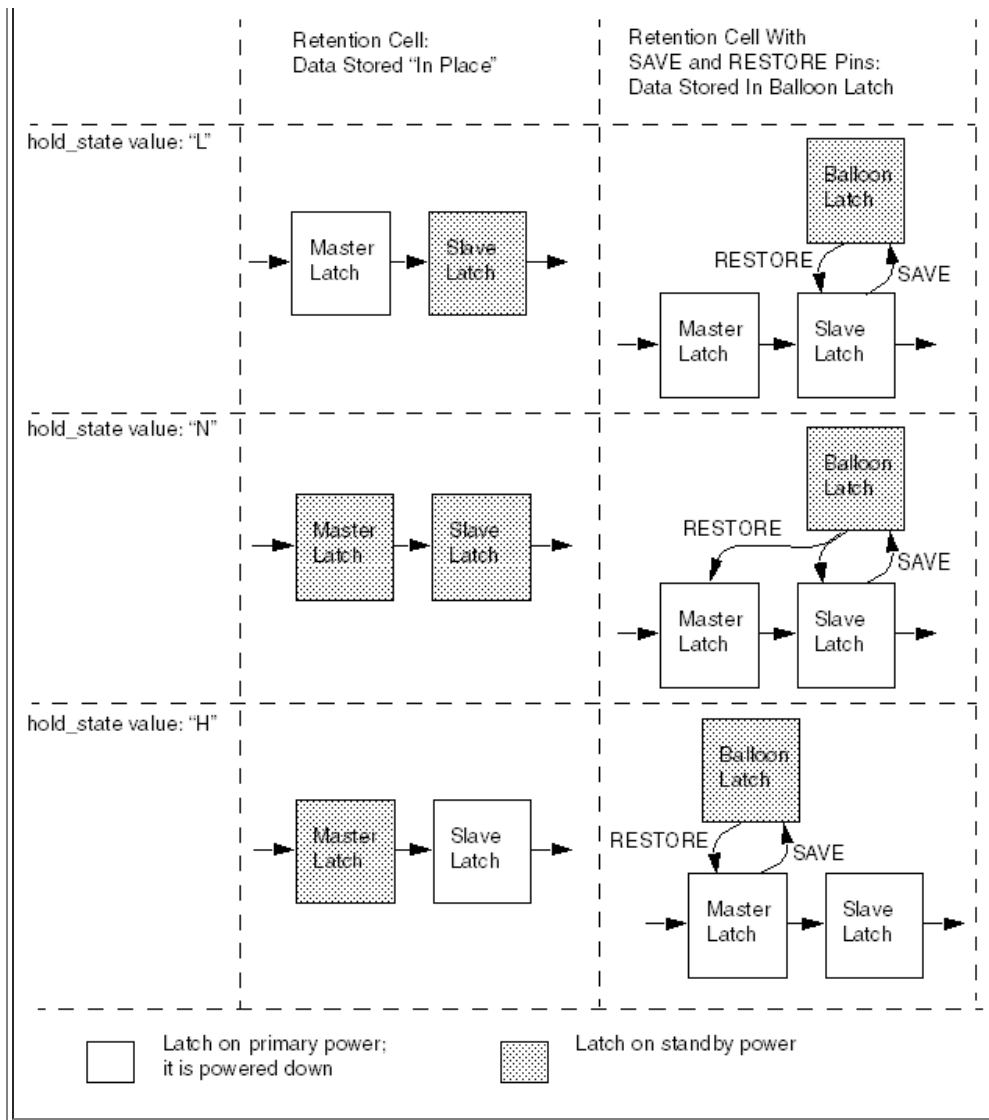 Retention Cell:
Data Stored “In Place”
Retention Cell With
SAVE and RESTORE Pins:
Data Stored In Balloon Latch
hold_state value: “L”
Master
Latch
Slave
Latch
Balloon
Latch
RESTORE
SAVE
Master
Latch
Slave
Latch
hold_state value: “N”
Master
Latch
Slave
Latch
Balloon
Latch
RESTORE
SAVE
Master
Latch
Slave
Latch
hold_state value: “H”
Master
Latch
Slave
Latch
Balloon
Latch
RESTORE
SAVE
Master
Latch
Slave
Latch
Latch on primary power;
it is powered down
Latch on standby power